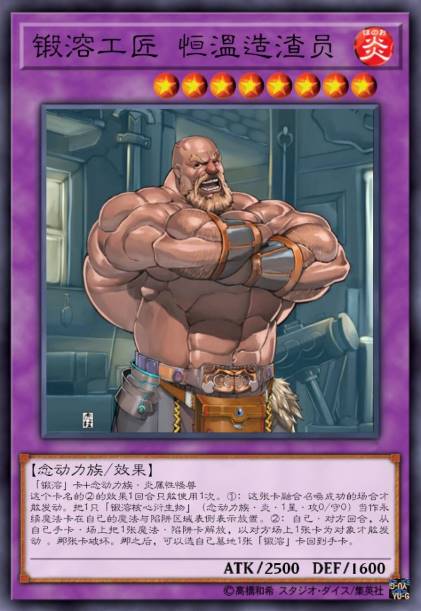 锻溶工匠 恒溫造渣员
炎
ほのお
【念动力族/效果】
「锻溶」卡+念动力族·炎属性怪兽
这个卡名的②的效果1回合只能使用1次。①：这张卡融合召唤成功的场合才
能发动。把1只「锻溶核心衍生物」（念动力族·炎·1星·攻0/守0）当作永
续魔法卡在自己的魔法与陷阱区域表侧表示放置。②：自己·对方回合，从
自己手卡·场上把1张魔法·陷阱卡解放，以对方场上1张卡为对象才能发
动。那张卡破坏。那之后，可以选自己墓地1张「锻溶」卡回到手卡。
ATK/2500 DEF/1600
©高橋和希 スタジオ・ダイス/集英社